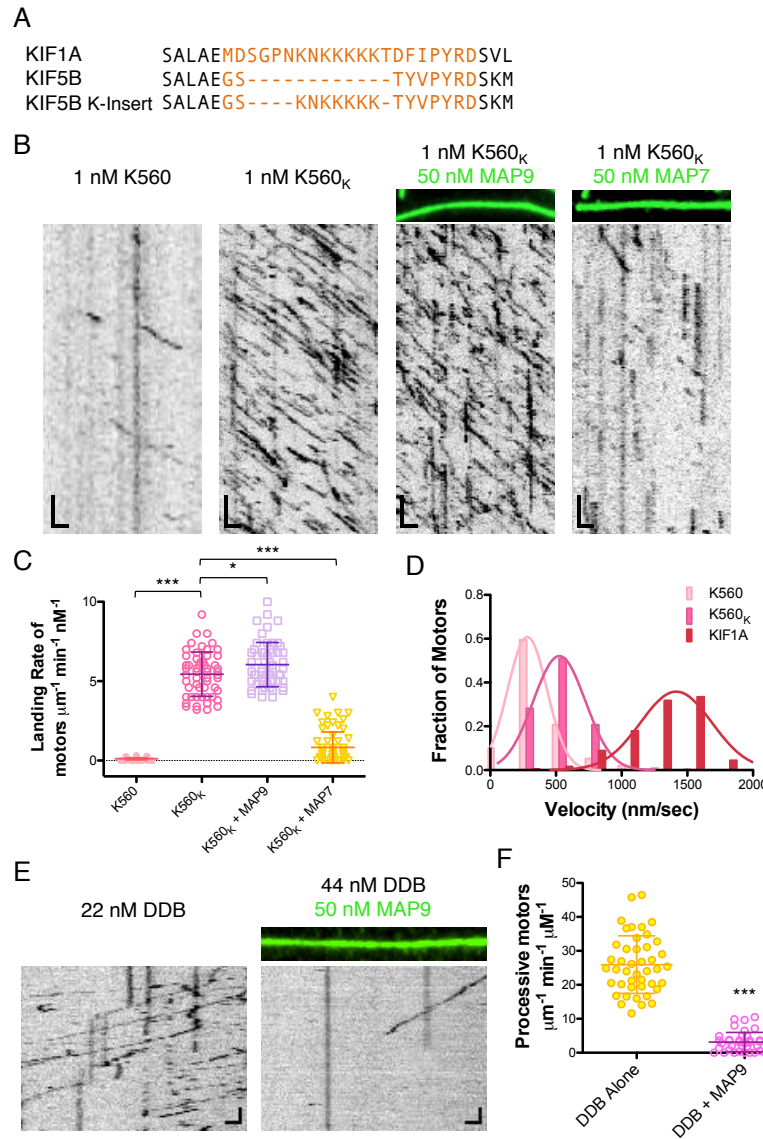 A
KIF1A SALAEMDSGPNKNKKKKKTDFIPYRDSVL
KIF5B SALAEGS------------TYVPYRDSKM
KIF5B K-Insert SALAEGS----KNKKKKK-TYVPYRDSKM
B
1 nM K560
1 nM K560K
1 nM K560K
50 nM MAP9
1 nM K560K
50 nM MAP7
C
Landing Rate of
motors µm-1 min-1 nM-1
10
5
0
***
*
***
K560
K560K
K560K + MAP9
K560K + MAP7
D
Fraction of Motors
0.8
0.6
0.4
0.2
0.0
0
500
1000
1500
2000
Velocity (nm/sec)
K560
K560K
KIF1A
E
22 nM DDB
44 nM DDB
50 nM MAP9
F
Processive motors
µm-1 min-1 µM-1
50
40
30
20
10
0
***
DDB Alone
DDB + MAP9